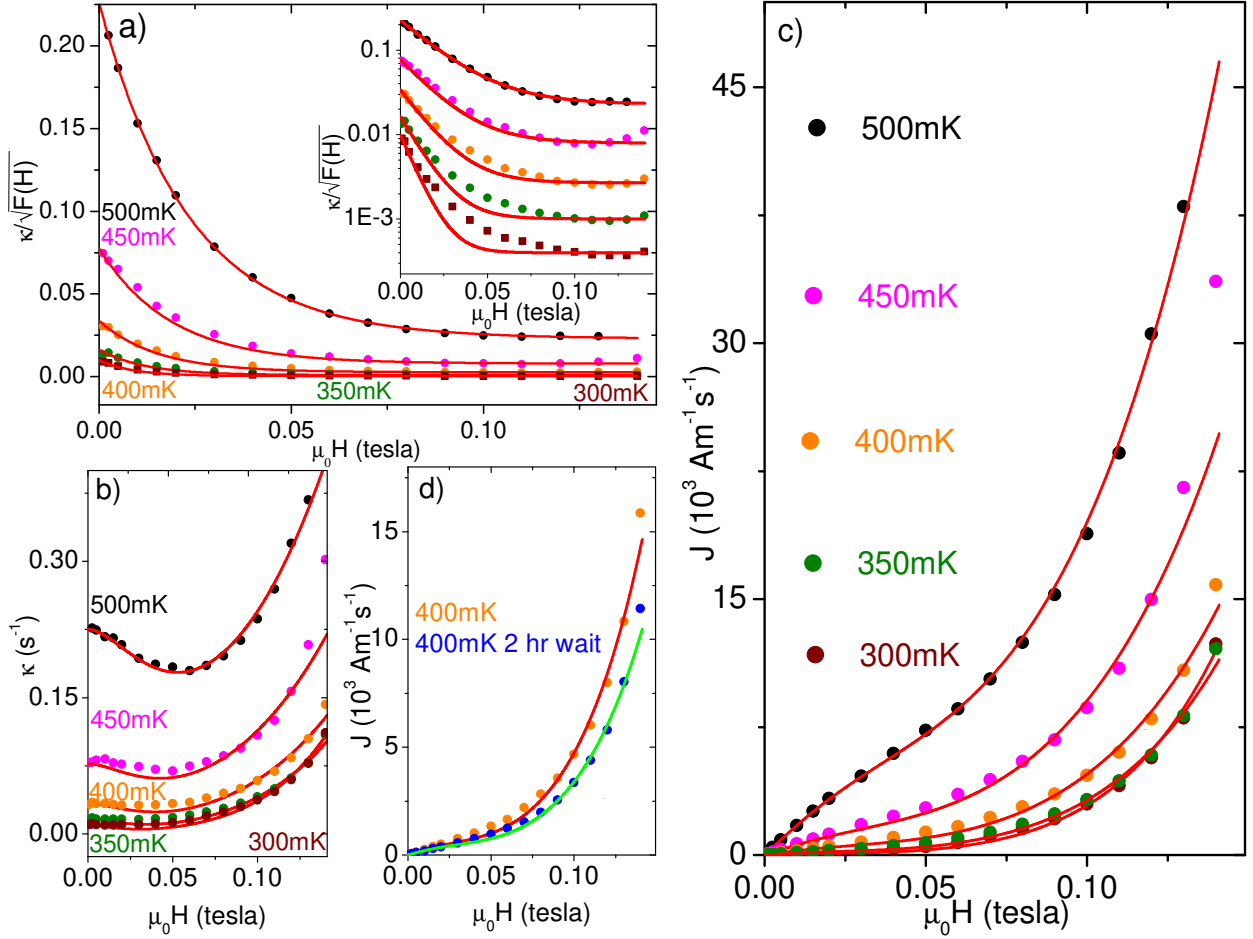 a)
κ/√F(H)
0.20
0.15
0.10
0.05
0.00
500mK
450mK
400mK
350mK
300mK
0.00 0.05 0.10
μ₀H (tesla)
κ/√F(H)
0.1
0.01
1E-3
0.00 0.05 0.10
μ₀H (tesla)
b)
κ (s⁻¹)
0.30
0.15
0.00
500mK
450mK
400mK
350mK
300mK
0.00 0.05 0.10
μ₀H (tesla)
d)
J (10³ Am⁻¹s⁻¹)
15
10
5
0
400mK
400mK 2 hr wait
0.00 0.05 0.10
μ₀H (tesla)
c)
J (10³ Am⁻¹s⁻¹)
45
30
15
0
500mK
450mK
400mK
350mK
300mK
0.00 0.05 0.10
μ₀H (tesla)